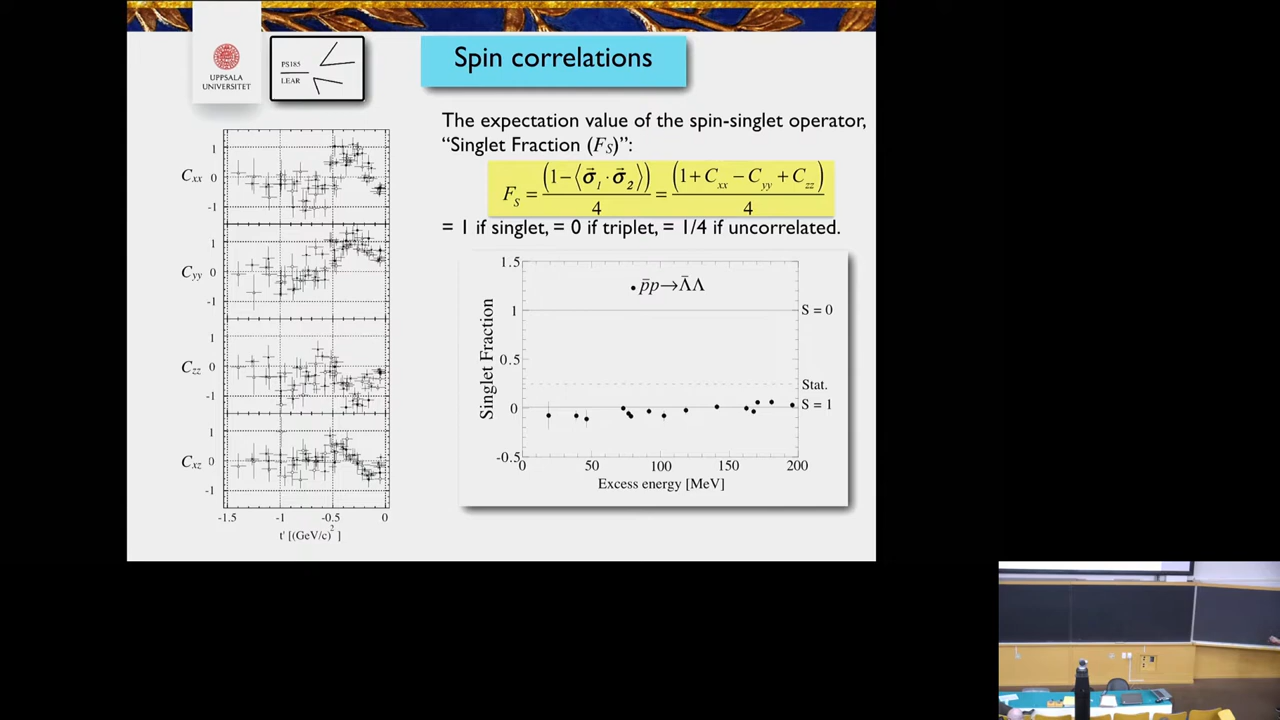 UPPSALA
UNIVERSITET
PS185
LEAR
Spin correlations
The expectation value of the spin-singlet operator,
“Singlet Fraction (F_S)”:
F_S = (1−⟨σ⃗_1 · σ⃗_2⟩)/4 = (1+C_xx − C_yy + C_zz)/4
= 1 if singlet, = 0 if triplet, = 1/4 if uncorrelated.
C_xx
1
0
-1
C_yy
1
0
-1
C_zz
1
0
-1
C_xz
1
0
-1
-1.5 -1 -0.5 0
t' [(GeV/c)^2]
Singlet Fraction
1.5
1
0.5
0
-0.5
p̄p→Λ̄Λ
S = 0
Stat.
S = 1
0 50 100 150 200
Excess energy [MeV]